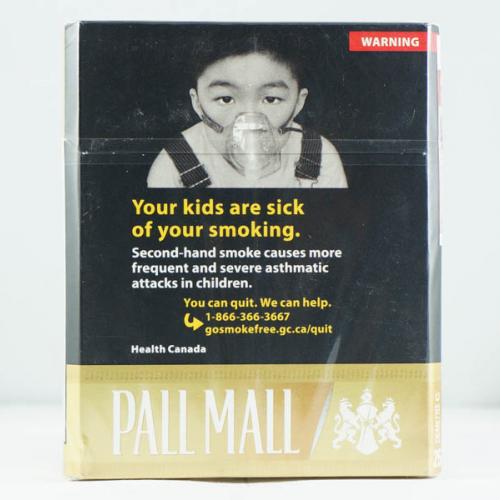 WARNING
Your kids are sick
of your smoking.
Second-hand smoke causes more
frequent and severe asthmatic
attacks in children.
You can quit. We can help.
1-866-366-3667
gosmokefree.gc.ca/quit
Health Canada
PALL MALL